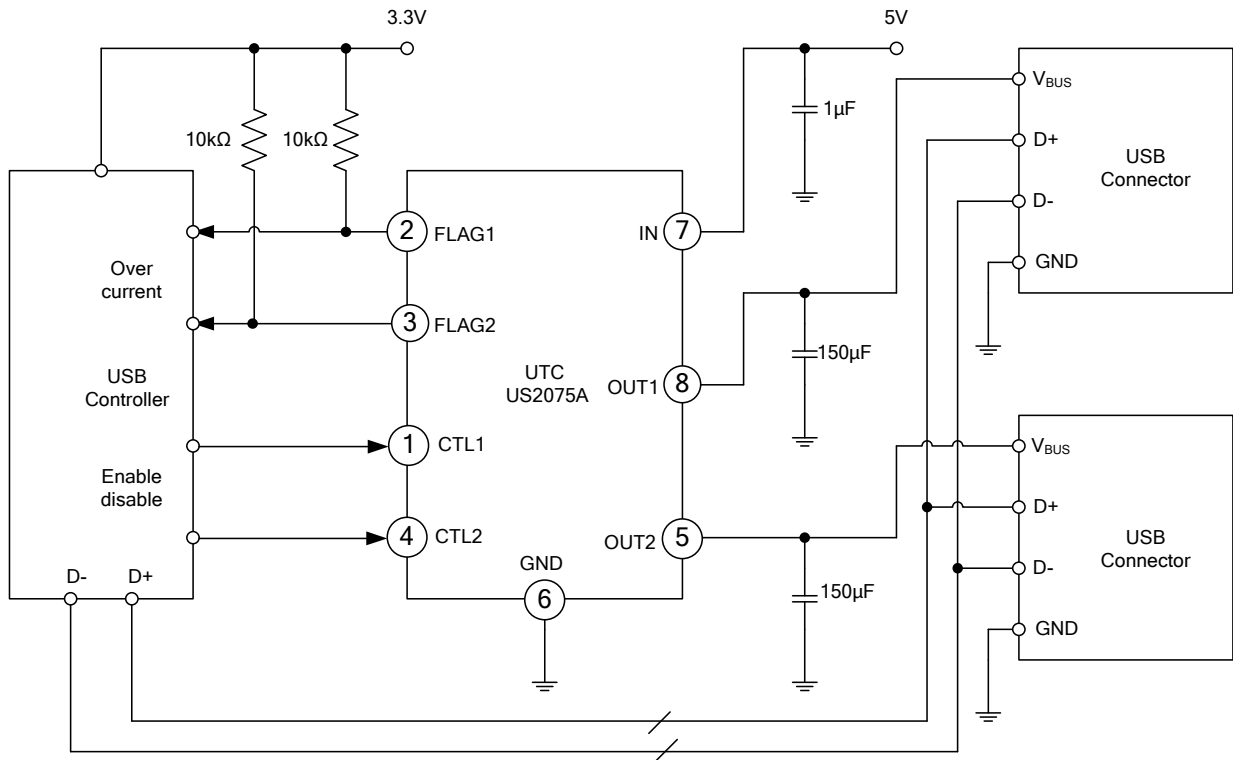 3.3V
5V
10kΩ
10kΩ
1μF
VBUS
D+
USB
Connector
D-
GND
2
FLAG1
IN
7
Over
current
3
FLAG2
UTC
US2075A
OUT1
8
150μF
USB
Controller
1
CTL1
Enable
disable
4
CTL2
OUT2
5
GND
6
150μF
VBUS
D+
USB
Connector
D-
GND
D-
D+